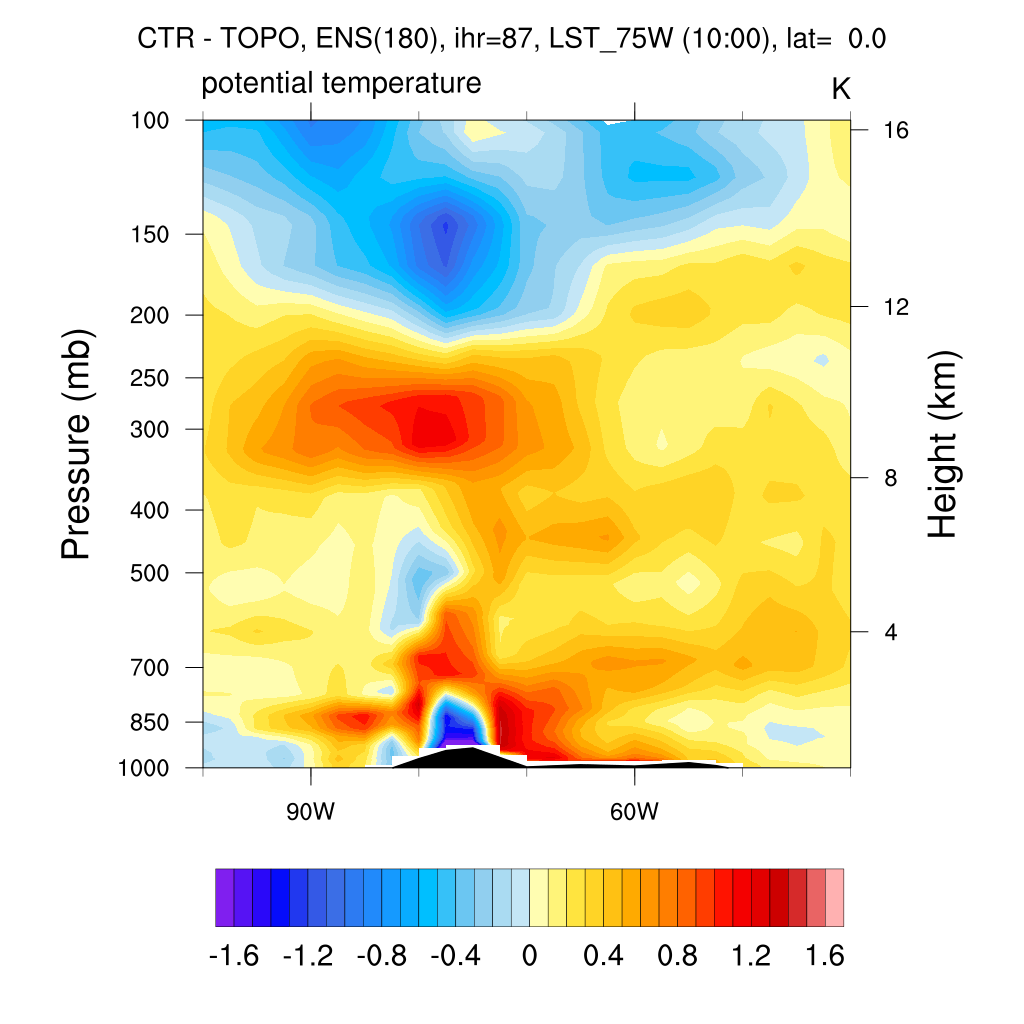 CTR - TOPO, ENS(180), ihr=87, LST_75W (10:00), lat=  0.0
potential temperature K
100
150
200
250
300
400
500
700
850
1000
Pressure (mb)
16
12
8
4
Height (km)
90W 60W
-1.6 -1.2 -0.8 -0.4 0 0.4 0.8 1.2 1.6